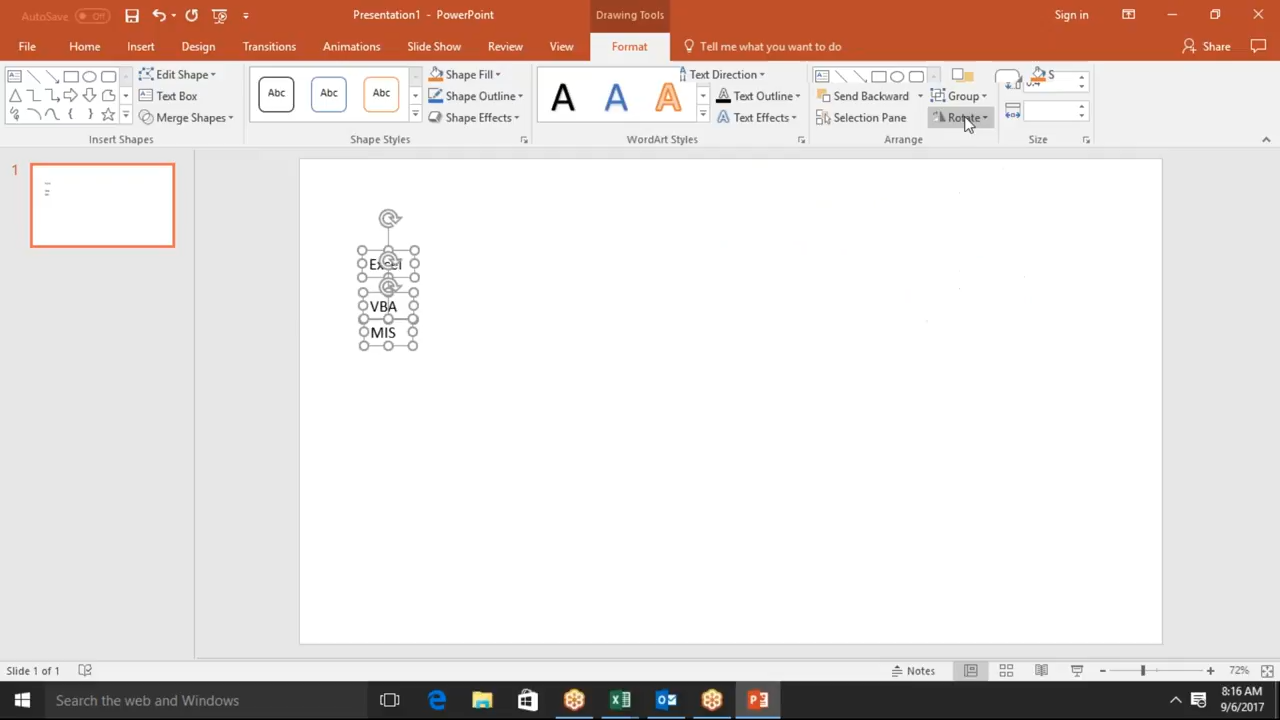 AutoSave Off
Presentation1 - PowerPoint
Drawing Tools
Sign in
File Home Insert Design Transitions Animations Slide Show Review View Format Tell me what you want to do Share
Edit Shape
Text Box
Merge Shapes
Insert Shapes
Abc Abc Abc
Shape Fill
Shape Outline
Shape Effects
Shape Styles
A A A
Text Direction
Text Outline
Text Effects
WordArt Styles
Send Backward
Selection Pane
Group
Rotate
Arrange
S
Size
1
Excel
VBA
MIS
Slide 1 of 1
Notes
72%
Search the web and Windows
8:16 AM
9/6/2017